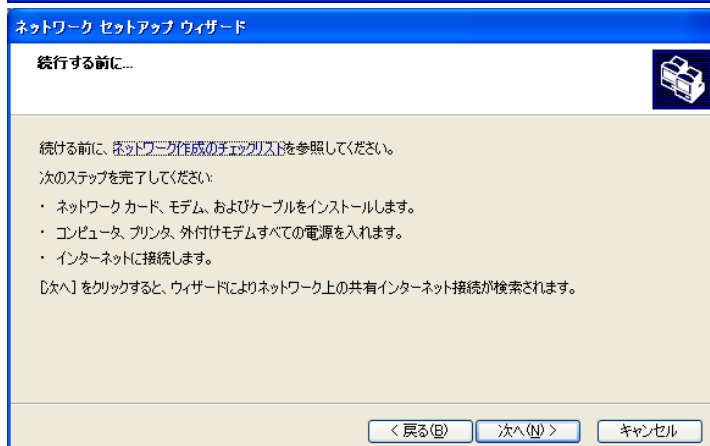 ネットワーク セットアップ ウィザード
続行する前に...
続ける前に、ネットワーク作成のチェックリストを参照してください。
次のステップを完了してください:
・ ネットワーク カード、モデム、およびケーブルをインストールします。
・ コンピュータ、プリンタ、外付けモデムすべての電源を入れます。
・ インターネットに接続します。
[次へ] をクリックすると、ウィザードによりネットワーク上の共有インターネット接続が検索されます。
< 戻る(B) 次へ(N) > キャンセル